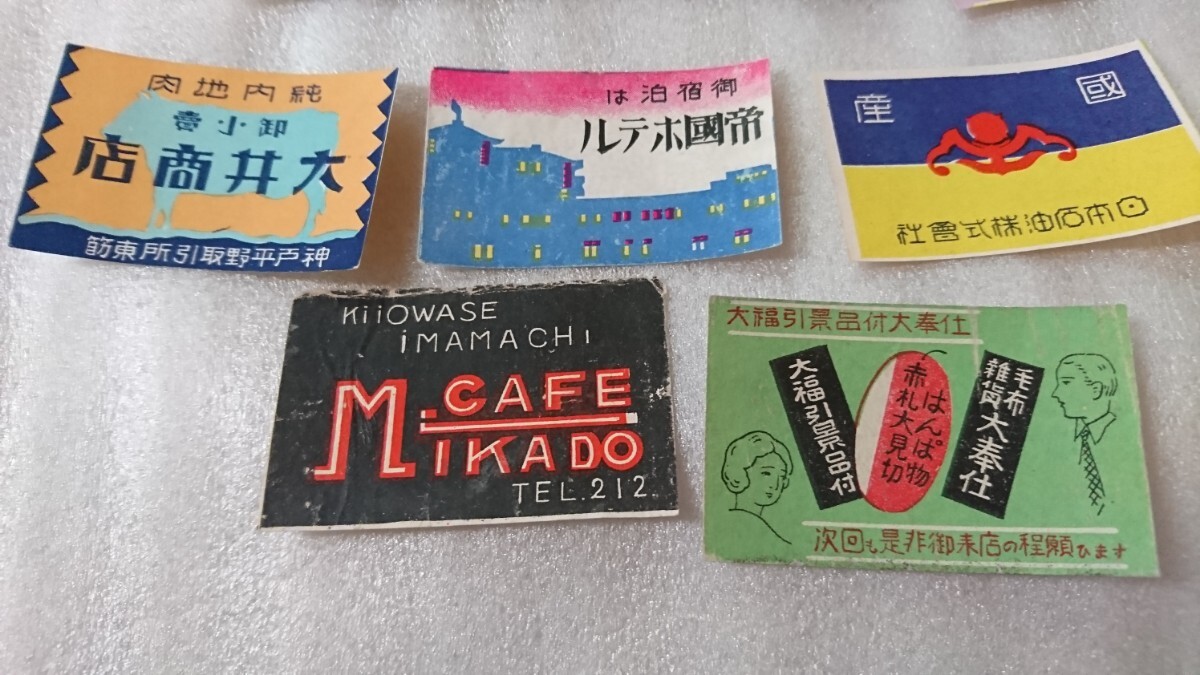 純内地肉
卸小賣
大井商店
神戸平野取引所東筋
御宿泊は
帝國ホテル
國産
日本石油株式會社
KiiOWASE
iMAMACHi
CAFE
MIKADO
TEL.212.
大福引景品付大奉仕
毛布
雜貨大奉仕
はんぱ物
赤札大見切
大福引景品付
次回も是非御来店の程願ひます